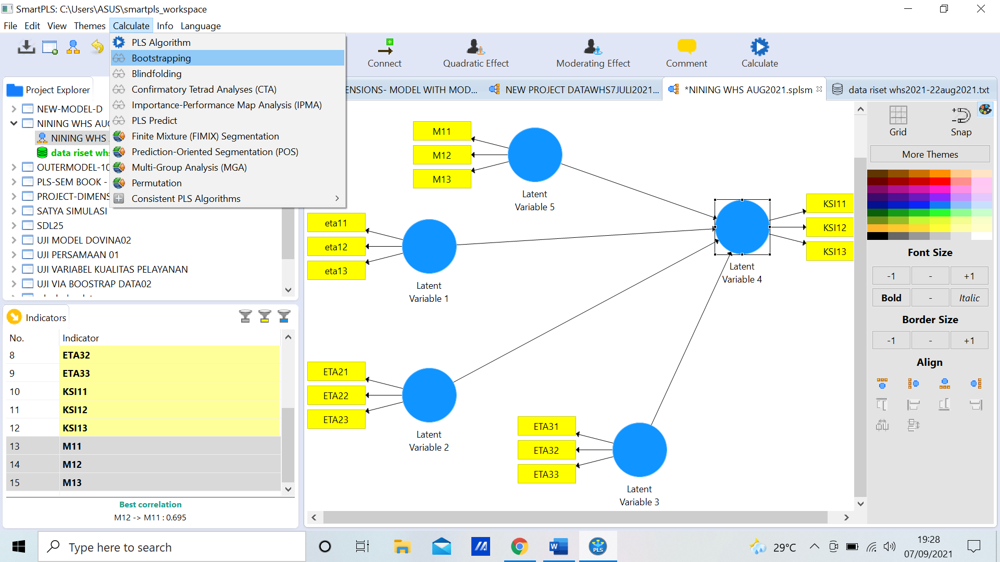 SmartPLS: C:\Users\ASUS\smartpls_workspace
File Edit View Themes Calculate Info Language
PLS Algorithm
Bootstrapping
Blindfolding
Confirmatory Tetrad Analyses (CTA)
Importance-Performance Map Analysis (IPMA)
PLS Predict
Finite Mixture (FIMIX) Segmentation
Prediction-Oriented Segmentation (POS)
Multi-Group Analysis (MGA)
Permutation
Consistent PLS Algorithms
Connect
Quadratic Effect
Moderating Effect
Comment
Calculate
ENSIONS- MODEL WITH MOD...
NEW PROJECT DATAWHS7JULI2021...
*NINING WHS AUG2021.splsm
data riset whs2021-22aug2021.txt
Project Explorer
NEW-MODEL-D
NINING WHS AUG
NINING WHS
data riset whs
OUTERMODEL-10
PLS-SEM BOOK -
PROJECT-DIMENS
SATYA SIMULASI
SDL25
UJI MODEL DOVINA02
UJI PERSAMAAN 01
UJI VARIABEL KUALITAS PELAYANAN
UJI VIA BOOSTRAP DATA02
Indicators
No. Indicator
8 ETA32
9 ETA33
10 KSI11
11 KSI12
12 KSI13
13 M11
14 M12
15 M13
Best correlation
M12 -> M11 : 0.695
M11
M12
M13
Latent
Variable 5
eta11
eta12
eta13
Latent
Variable 1
KSI11
KSI12
KSI13
Latent
Variable 4
ETA21
ETA22
ETA23
Latent
Variable 2
ETA31
ETA32
ETA33
Latent
Variable 3
Grid
Snap
More Themes
Font Size
-1 - +1
Bold - Italic
Border Size
-1 - +1
Align
Type here to search
W
PLS
29°C
19:28
07/09/2021